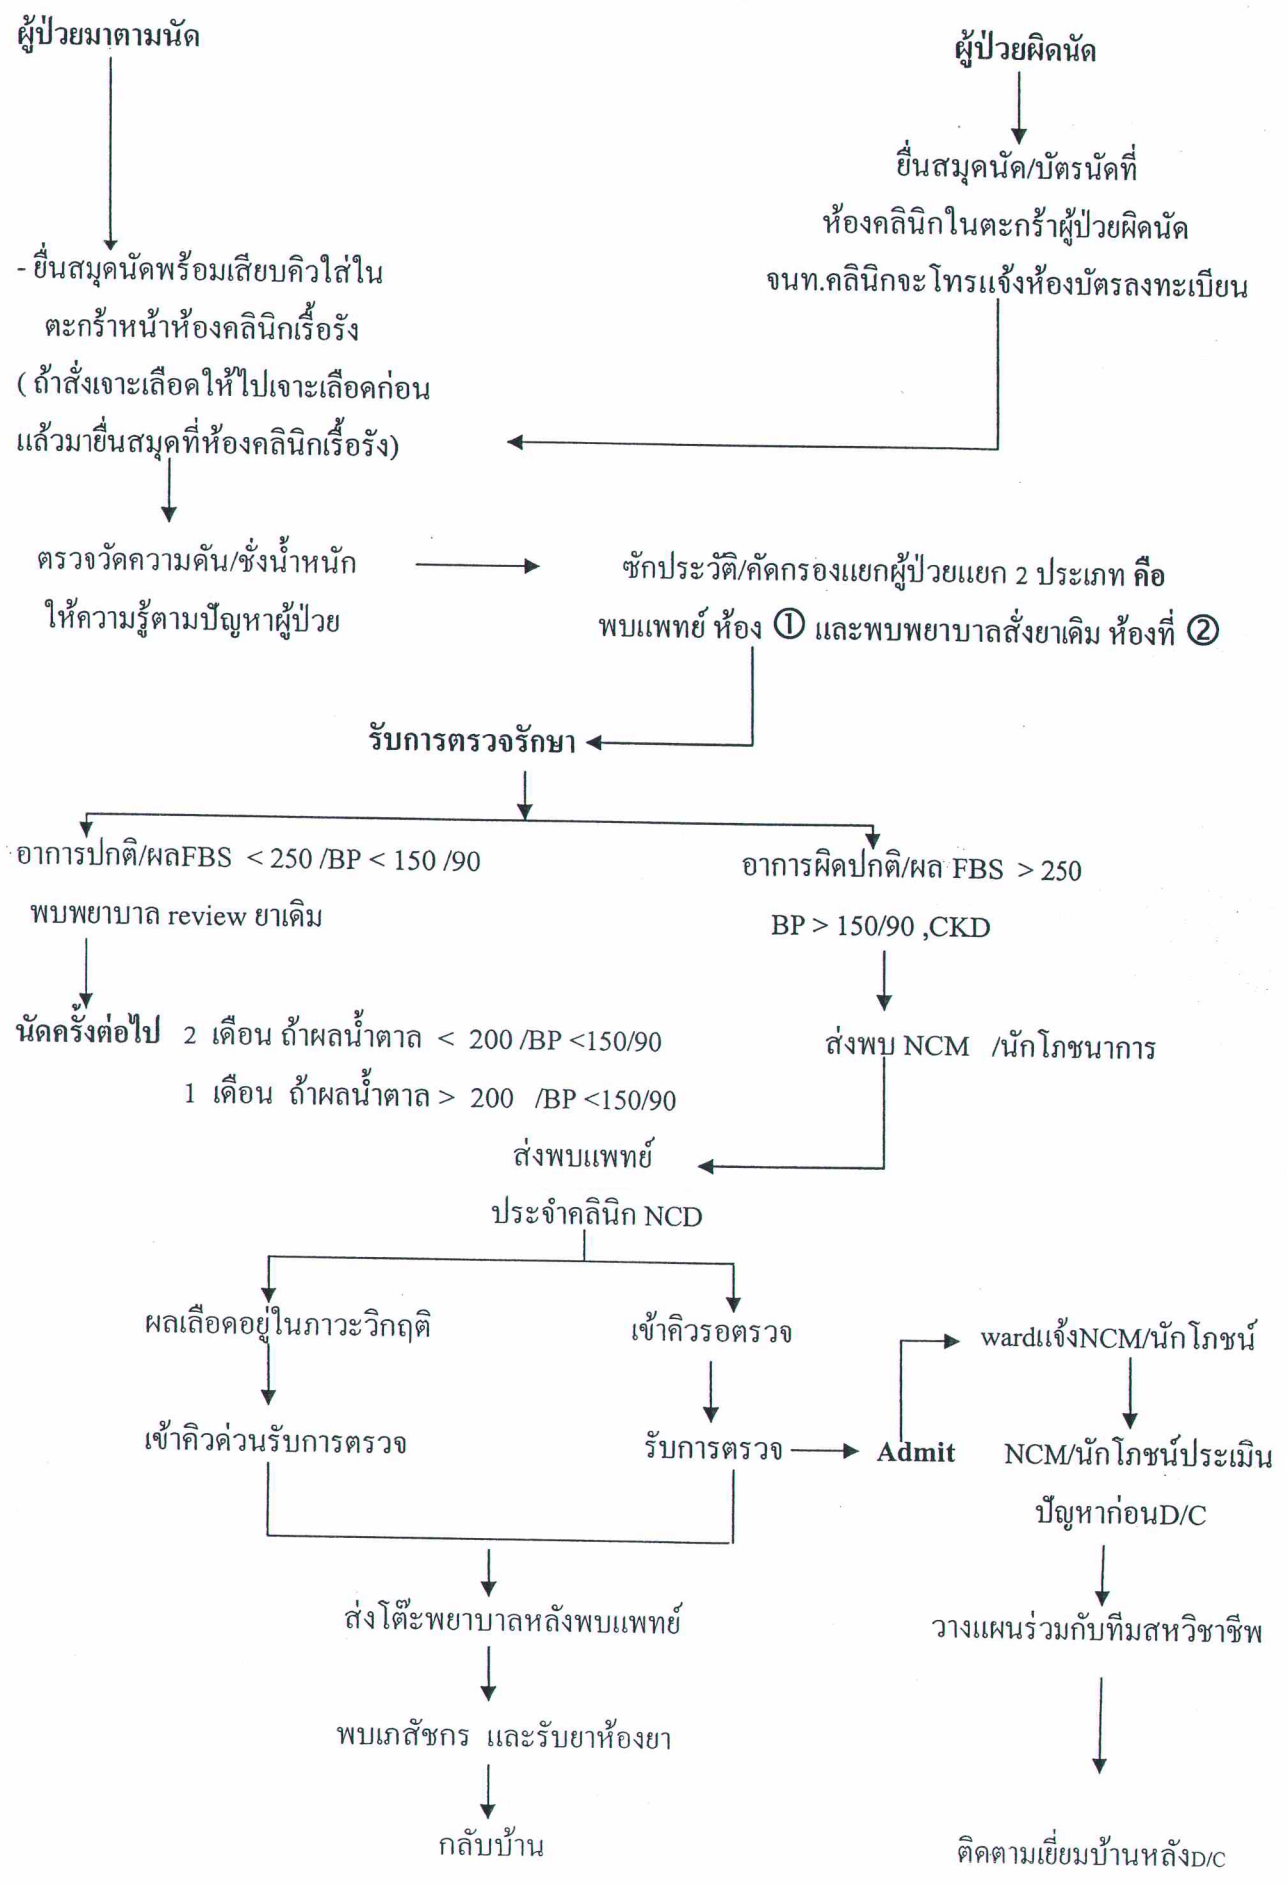 ผู้ป่วยมาตามนัด
ผู้ป่วยผิดนัด
ยื่นสมุดนัด/บัตรนัดที่
ห้องคลินิกในตะกร้าผู้ป่วยผิดนัด
จนท.คลินิกจะโทรแจ้งห้องบัตรลงทะเบียน
- ยื่นสมุดนัดพร้อมเสียบคิวใส่ใน
ตะกร้าหน้าห้องคลินิกเรื้อรัง
( ถ้าสั่งเจาะเลือดให้ไปเจาะเลือดก่อน
แล้วมายื่นสมุดที่ห้องคลินิกเรื้อรัง)
ตรวจวัดความดัน/ชั่งน้ำหนัก
ให้ความรู้ตามปัญหาผู้ป่วย
ซักประวัติ/คัดกรองแยกผู้ป่วยแยก 2 ประเภท คือ
พบแพทย์ ห้อง ① และพบพยาบาลสั่งยาเดิม ห้องที่ ②
รับการตรวจรักษา
อาการปกติ/ผลFBS < 250 /BP < 150 /90
พบพยาบาล review ยาเดิม
อาการผิดปกติ/ผล FBS > 250
BP > 150/90 ,CKD
นัดครั้งต่อไป 2 เดือน ถ้าผลน้ำตาล < 200 /BP <150/90
1 เดือน ถ้าผลน้ำตาล > 200 /BP <150/90
ส่งพบ NCM /นักโภชนาการ
ส่งพบแพทย์
ประจำคลินิก NCD
ผลเลือดอยู่ในภาวะวิกฤติ
เข้าคิวรอตรวจ
wardแจ้งNCM/นักโภชน์
เข้าคิวด่วนรับการตรวจ
รับการตรวจ
Admit
NCM/นักโภชน์ประเมิน
ปัญหาก่อนD/C
ส่งโต๊ะพยาบาลหลังพบแพทย์
วางแผนร่วมกับทีมสหวิชาชีพ
พบเภสัชกร และรับยาห้องยา
กลับบ้าน
ติดตามเยี่ยมบ้านหลังD/C